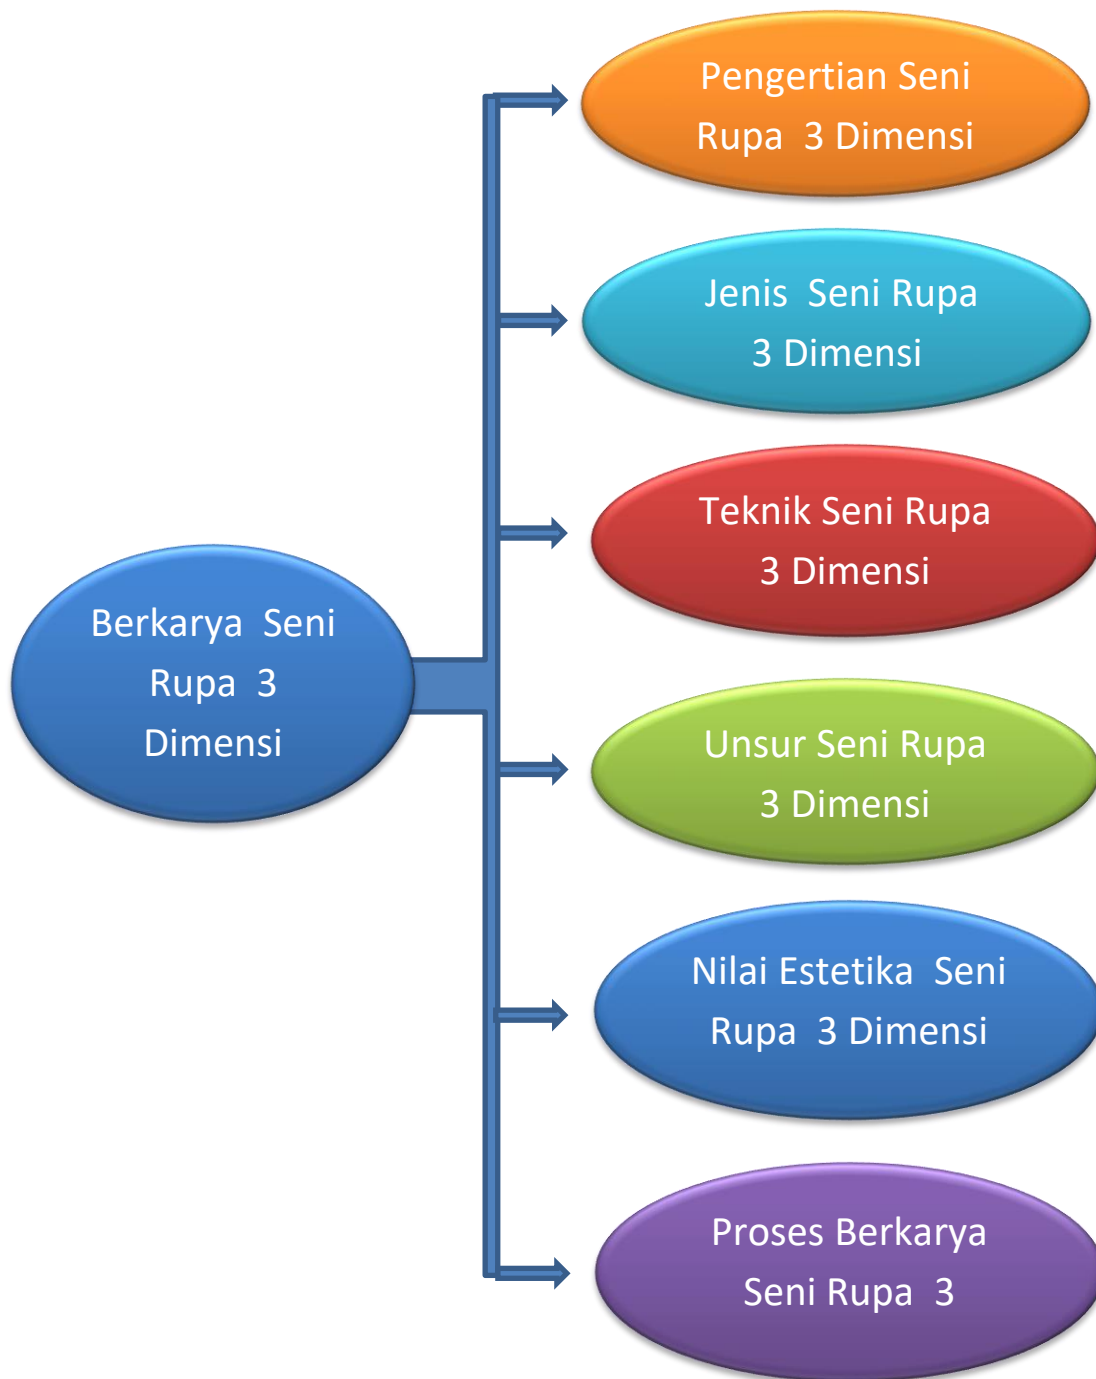 Pengertian Seni
Rupa 3 Dimensi
Jenis Seni Rupa
3 Dimensi
Teknik Seni Rupa
3 Dimensi
Berkarya Seni
Rupa 3
Dimensi
Unsur Seni Rupa
3 Dimensi
Nilai Estetika Seni
Rupa 3 Dimensi
Proses Berkarya
Seni Rupa 3